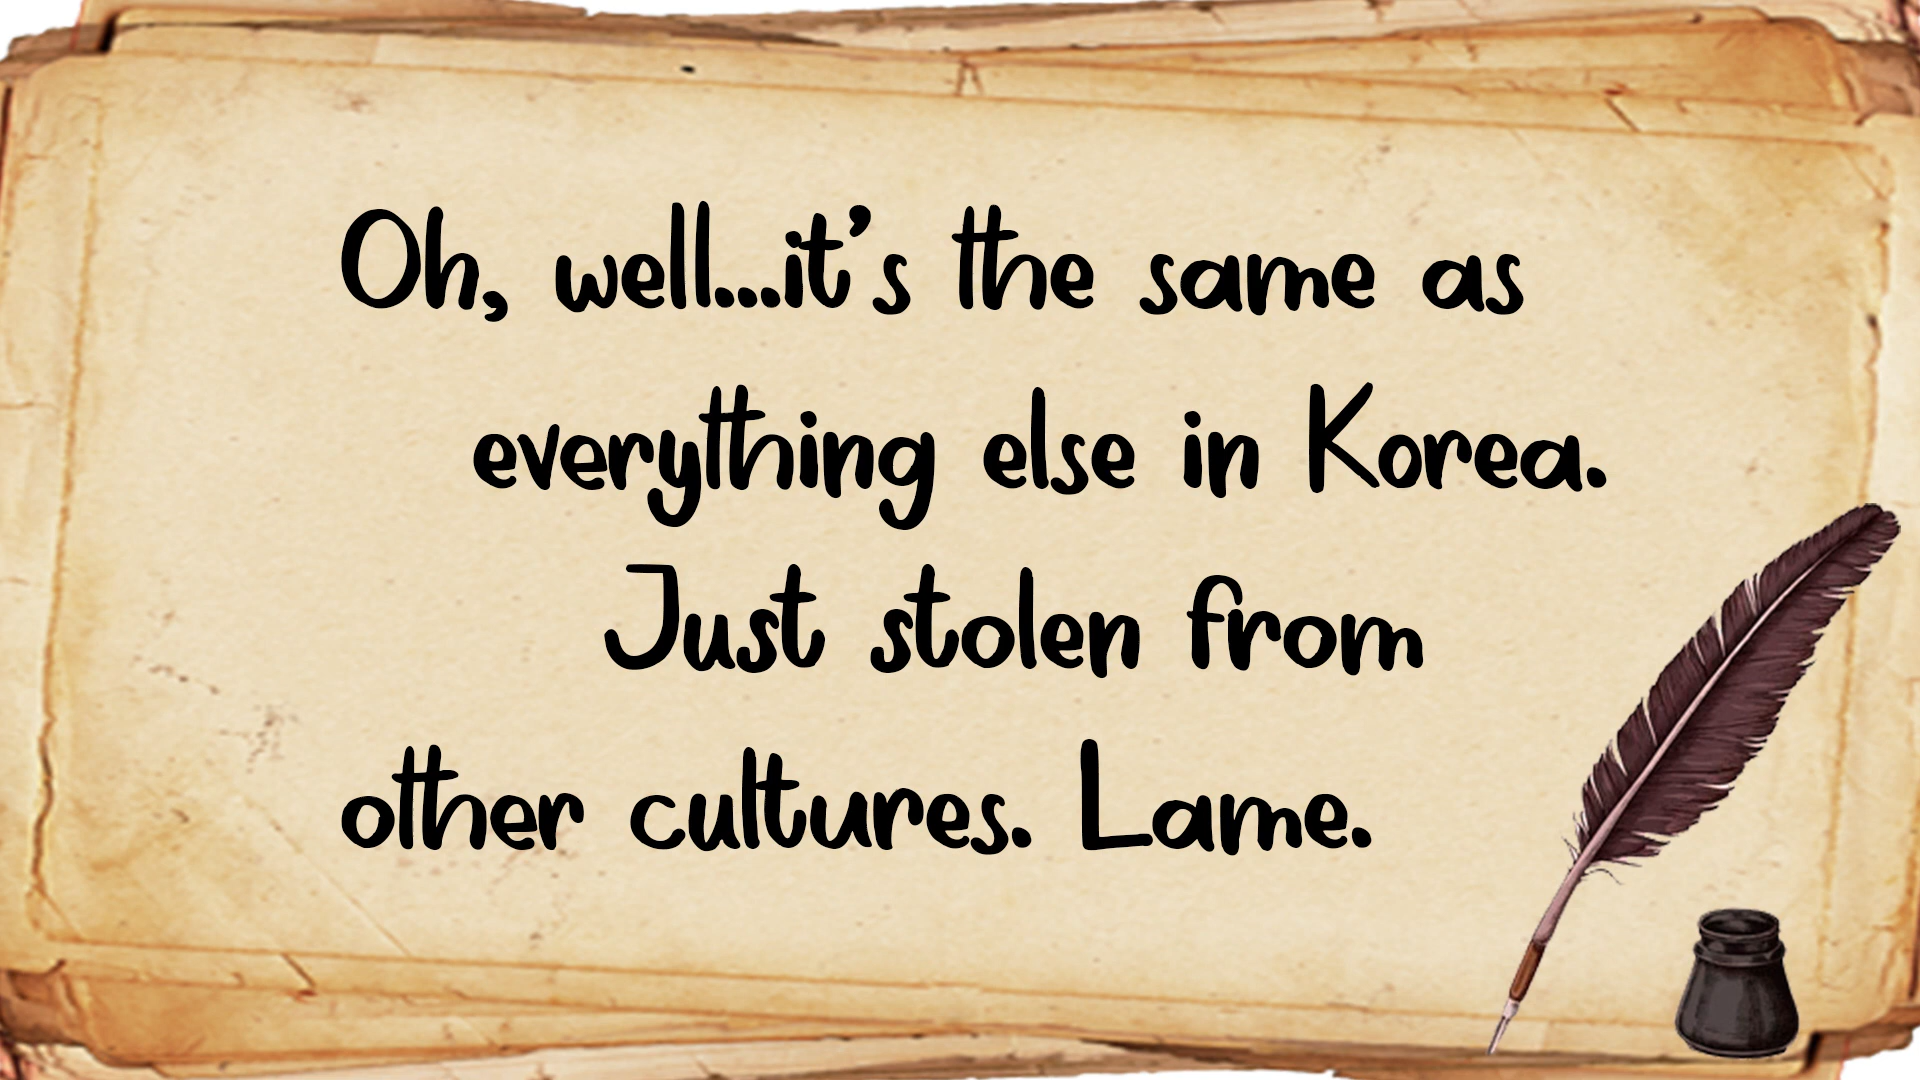 Oh, well...it's the same as
everything else in Korea.
Just stolen from
other cultures. Lame.